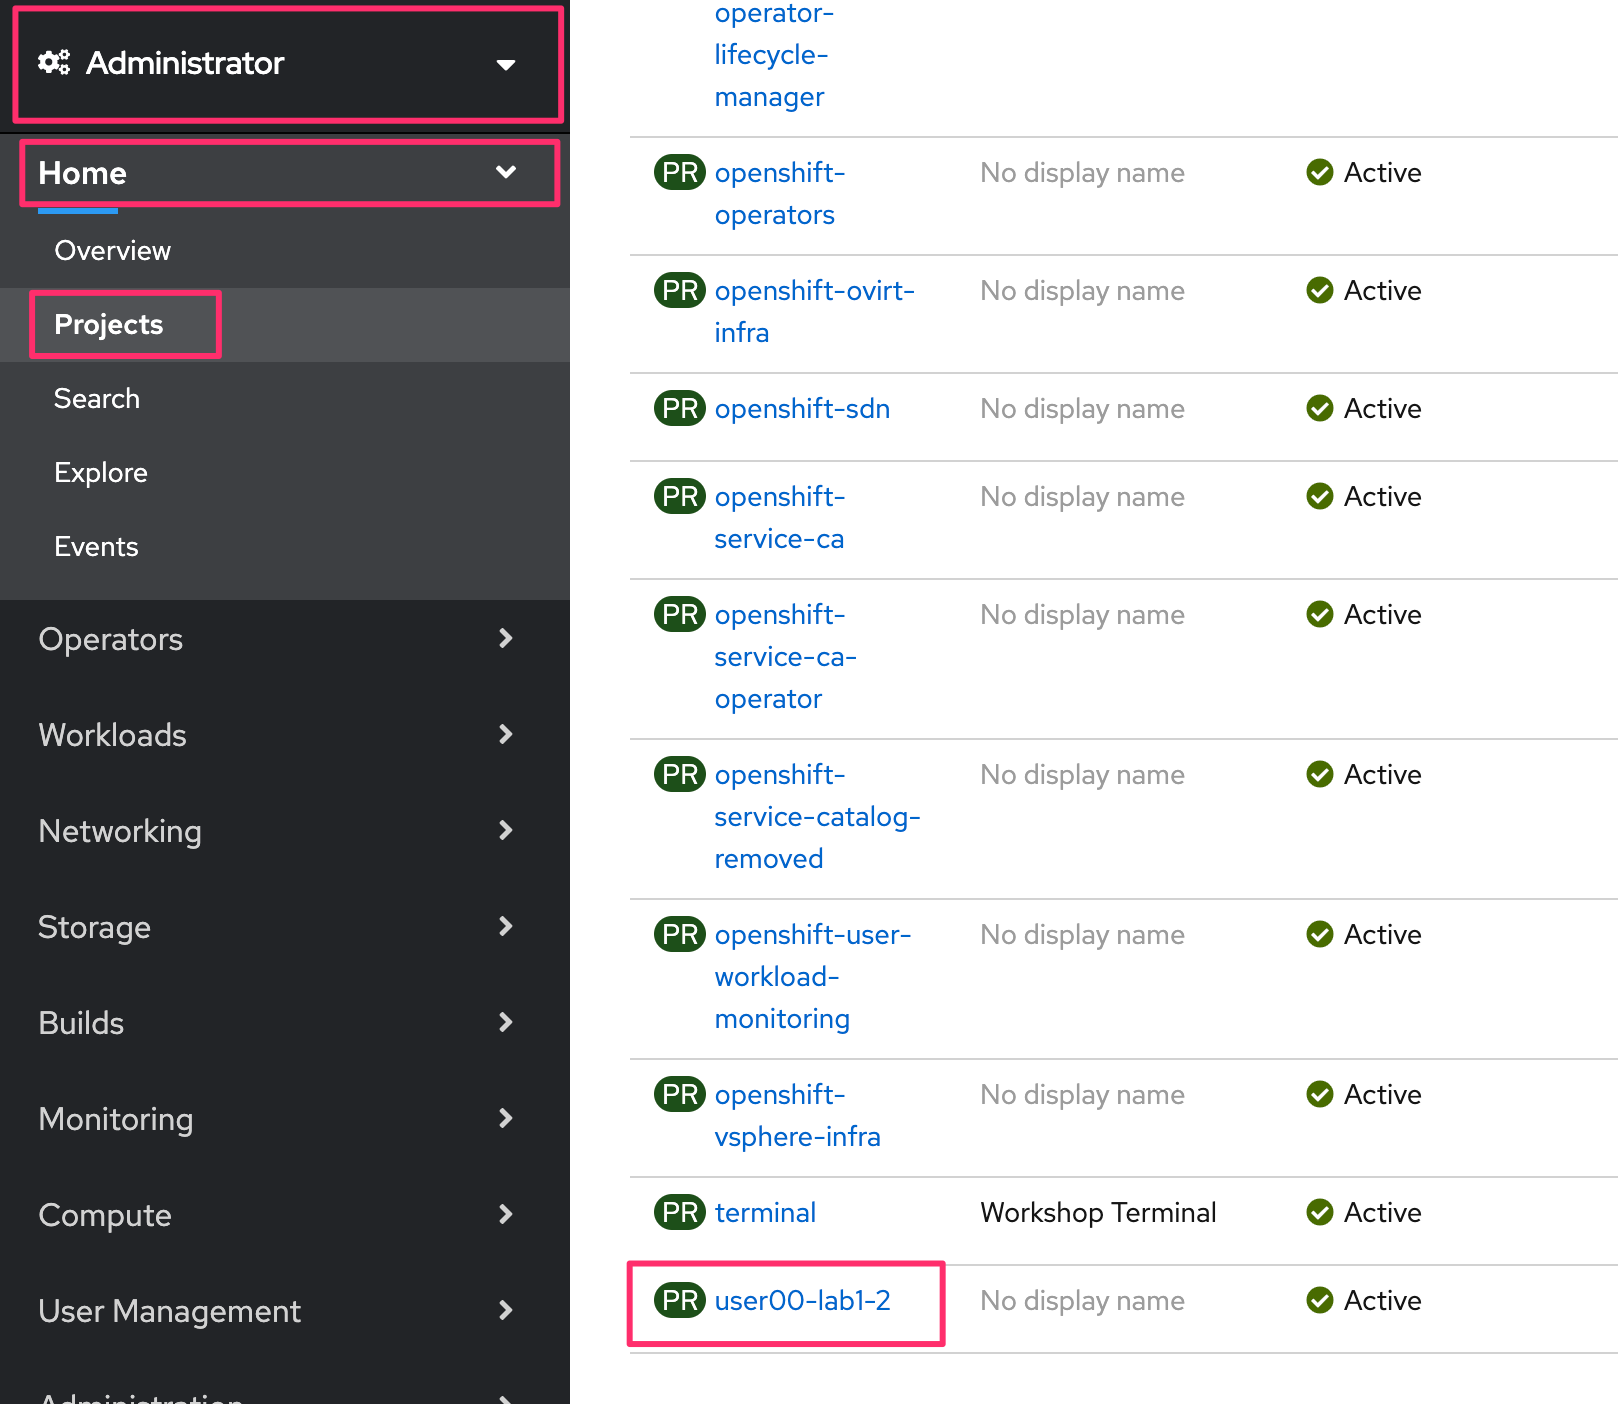 Administrator
Home
Overview
Projects
Search
Explore
Events
Operators
Workloads
Networking
Storage
Builds
Monitoring
Compute
User Management
Administration
operator-
lifecycle-
manager
PR openshift- No display name Active
operators
PR openshift-ovirt- No display name Active
infra
PR openshift-sdn No display name Active
PR openshift- No display name Active
service-ca
PR openshift- No display name Active
service-ca-
operator
PR openshift- No display name Active
service-catalog-
removed
PR openshift-user- No display name Active
workload-
monitoring
PR openshift- No display name Active
vsphere-infra
PR terminal Workshop Terminal Active
PR user00-lab1-2 No display name Active